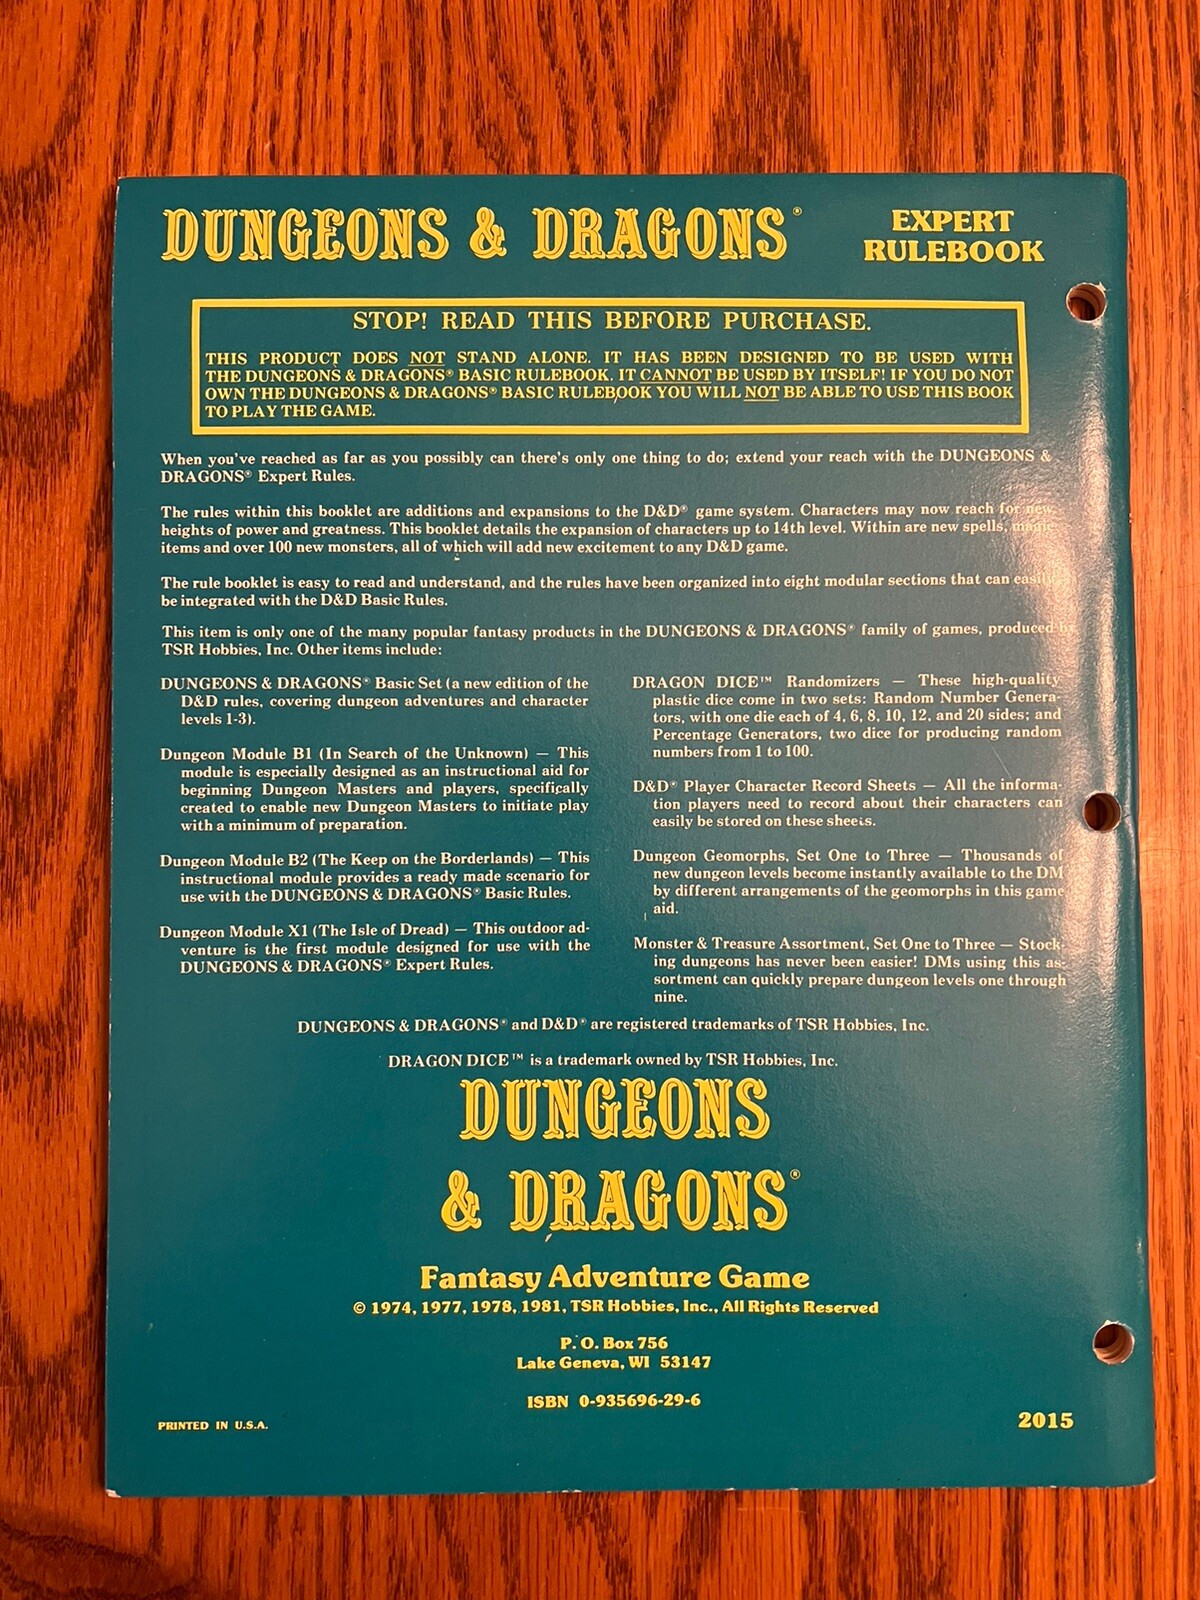 DUNGEONS & DRAGONS®
EXPERT
RULEBOOK
STOP! READ THIS BEFORE PURCHASE.
THIS PRODUCT DOES NOT STAND ALONE. IT HAS BEEN DESIGNED TO BE USED WITH
THE DUNGEONS & DRAGONS® BASIC RULEBOOK. IT CANNOT BE USED BY ITSELF! IF YOU DO NOT
OWN THE DUNGEONS & DRAGONS® BASIC RULEBOOK YOU WILL NOT BE ABLE TO USE THIS BOOK
TO PLAY THE GAME.
When you've reached as far as you possibly can there's only one thing to do; extend your reach with the DUNGEONS &
DRAGONS® Expert Rules.
The rules within this booklet are additions and expansions to the D&D® game system. Characters may now reach for new
heights of power and greatness. This booklet details the expansion of characters up to 14th level. Within are new spells, magic
items and over 100 new monsters, all of which will add new excitement to any D&D game.
The rule booklet is easy to read and understand, and the rules have been organized into eight modular sections that can easily
be integrated with the D&D Basic Rules.
This item is only one of the many popular fantasy products in the DUNGEONS & DRAGONS® family of games, produced by
TSR Hobbies, Inc. Other items include:
DUNGEONS & DRAGONS® Basic Set (a new edition of the
D&D rules, covering dungeon adventures and character
levels 1-3).
Dungeon Module B1 (In Search of the Unknown) — This
module is especially designed as an instructional aid for
beginning Dungeon Masters and players, specifically
created to enable new Dungeon Masters to initiate play
with a minimum of preparation.
Dungeon Module B2 (The Keep on the Borderlands) — This
instructional module provides a ready made scenario for
use with the DUNGEONS & DRAGONS® Basic Rules.
Dungeon Module X1 (The Isle of Dread) — This outdoor ad-
venture is the first module designed for use with the
DUNGEONS & DRAGONS® Expert Rules.
DRAGON DICE™ Randomizers — These high-quality
plastic dice come in two sets: Random Number Genera-
tors, with one die each of 4, 6, 8, 10, 12, and 20 sides; and
Percentage Generators, two dice for producing random
numbers from 1 to 100.
D&D® Player Character Record Sheets — All the informa-
tion players need to record about their characters can
easily be stored on these sheets.
Dungeon Geomorphs, Set One to Three — Thousands of
new dungeon levels become instantly available to the DM
by different arrangements of the geomorphs in this game
aid.
Monster & Treasure Assortment, Set One to Three — Stock-
ing dungeons has never been easier! DMs using this as-
sortment can quickly prepare dungeon levels one through
nine.
DUNGEONS & DRAGONS® and D&D® are registered trademarks of TSR Hobbies, Inc.
DRAGON DICE™ is a trademark owned by TSR Hobbies, Inc.
DUNGEONS
& DRAGONS®
Fantasy Adventure Game
© 1974, 1977, 1978, 1981, TSR Hobbies, Inc., All Rights Reserved
P.O. Box 756
Lake Geneva, WI 53147
ISBN 0-935696-29-6
PRINTED IN U.S.A.
2015